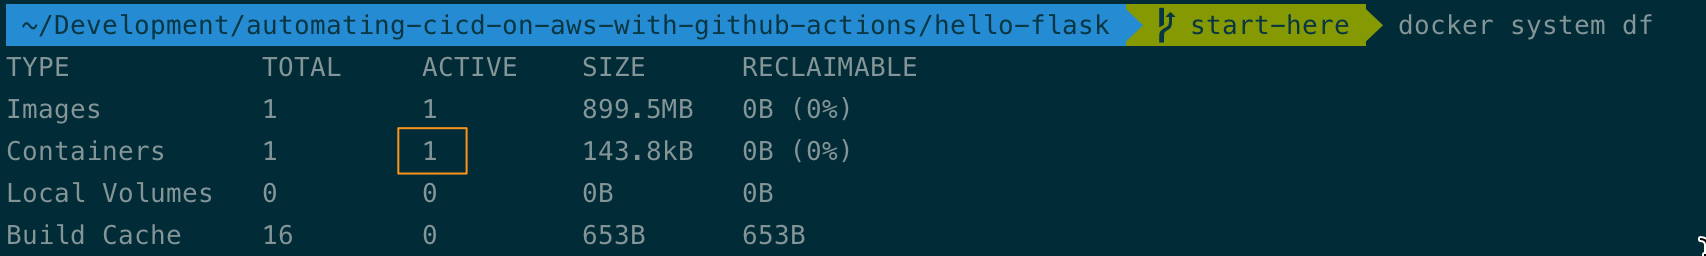 ~/Development/automating-cicd-on-aws-with-github-actions/hello-flask start-here docker system df
TYPE TOTAL ACTIVE SIZE RECLAIMABLE
Images 1 1 899.5MB 0B (0%)
Containers 1 1 143.8kB 0B (0%)
Local Volumes 0 0 0B 0B
Build Cache 16 0 653B 653B